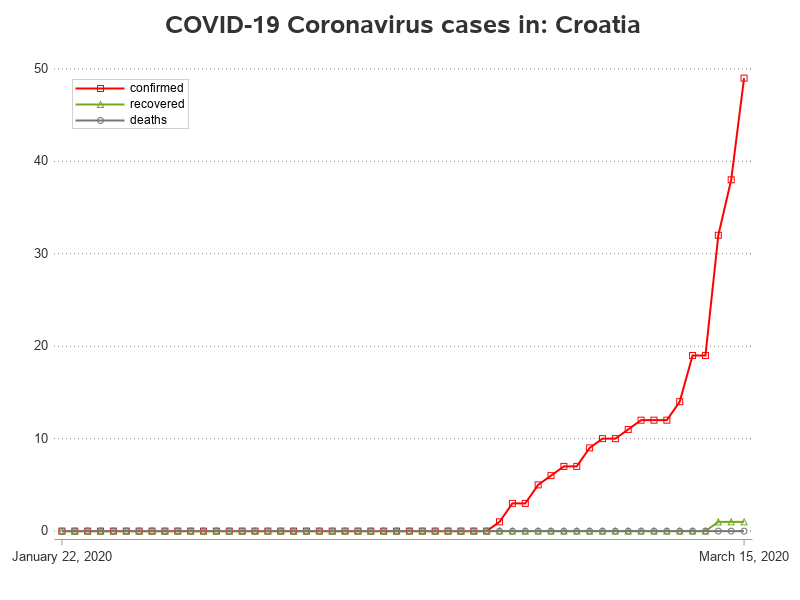 COVID-19 Coronavirus cases in: Croatia
50
confirmed
recovered
deaths
40
30
20
10
0
January 22, 2020
March 15, 2020